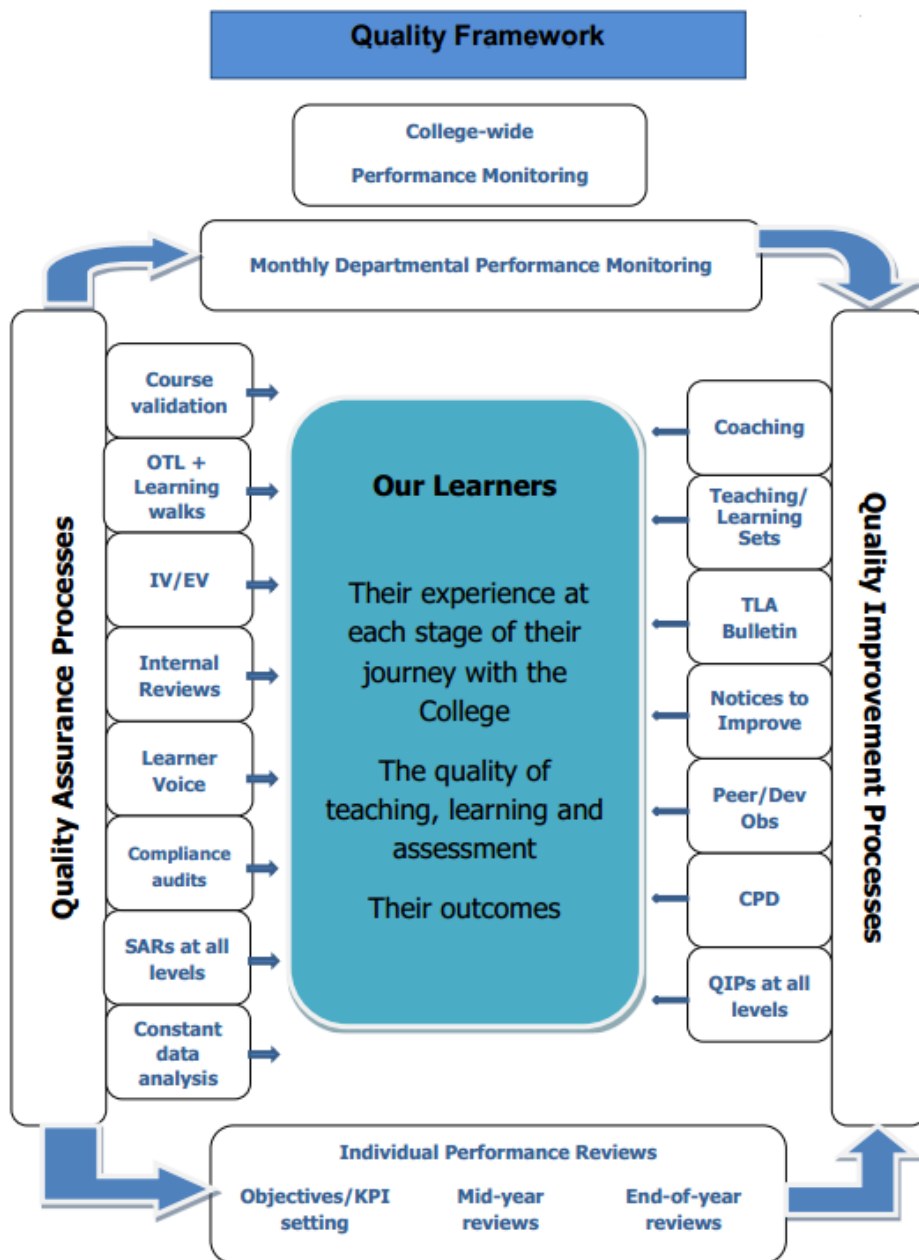 Quality Framework
College-wide
Performance Monitoring
Monthly Departmental Performance Monitoring
Quality Assurance Processes
Course
validation
OTL +
Learning
walks
IV/EV
Internal
Reviews
Learner
Voice
Compliance
audits
SARs at all
levels
Constant
data
analysis
Our Learners
Their experience at
each stage of their
journey with the
College
The quality of
teaching, learning and
assessment
Their outcomes
Coaching
Teaching/
Learning
Sets
TLA
Bulletin
Notices to
Improve
Peer/Dev
Obs
CPD
QIPs at all
levels
Quality Improvement Processes
Individual Performance Reviews
Objectives/KPI
setting
Mid-year
reviews
End-of-year
reviews